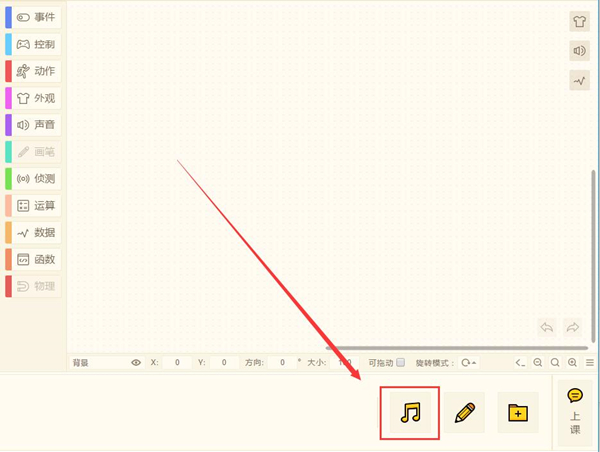 事件
控制
动作
外观
声音
画笔
侦测
运算
数据
函数
物理
背景 X: 0 Y: 0 方向: 0 ° 大小: 可拖动 旋转模式：
上
课